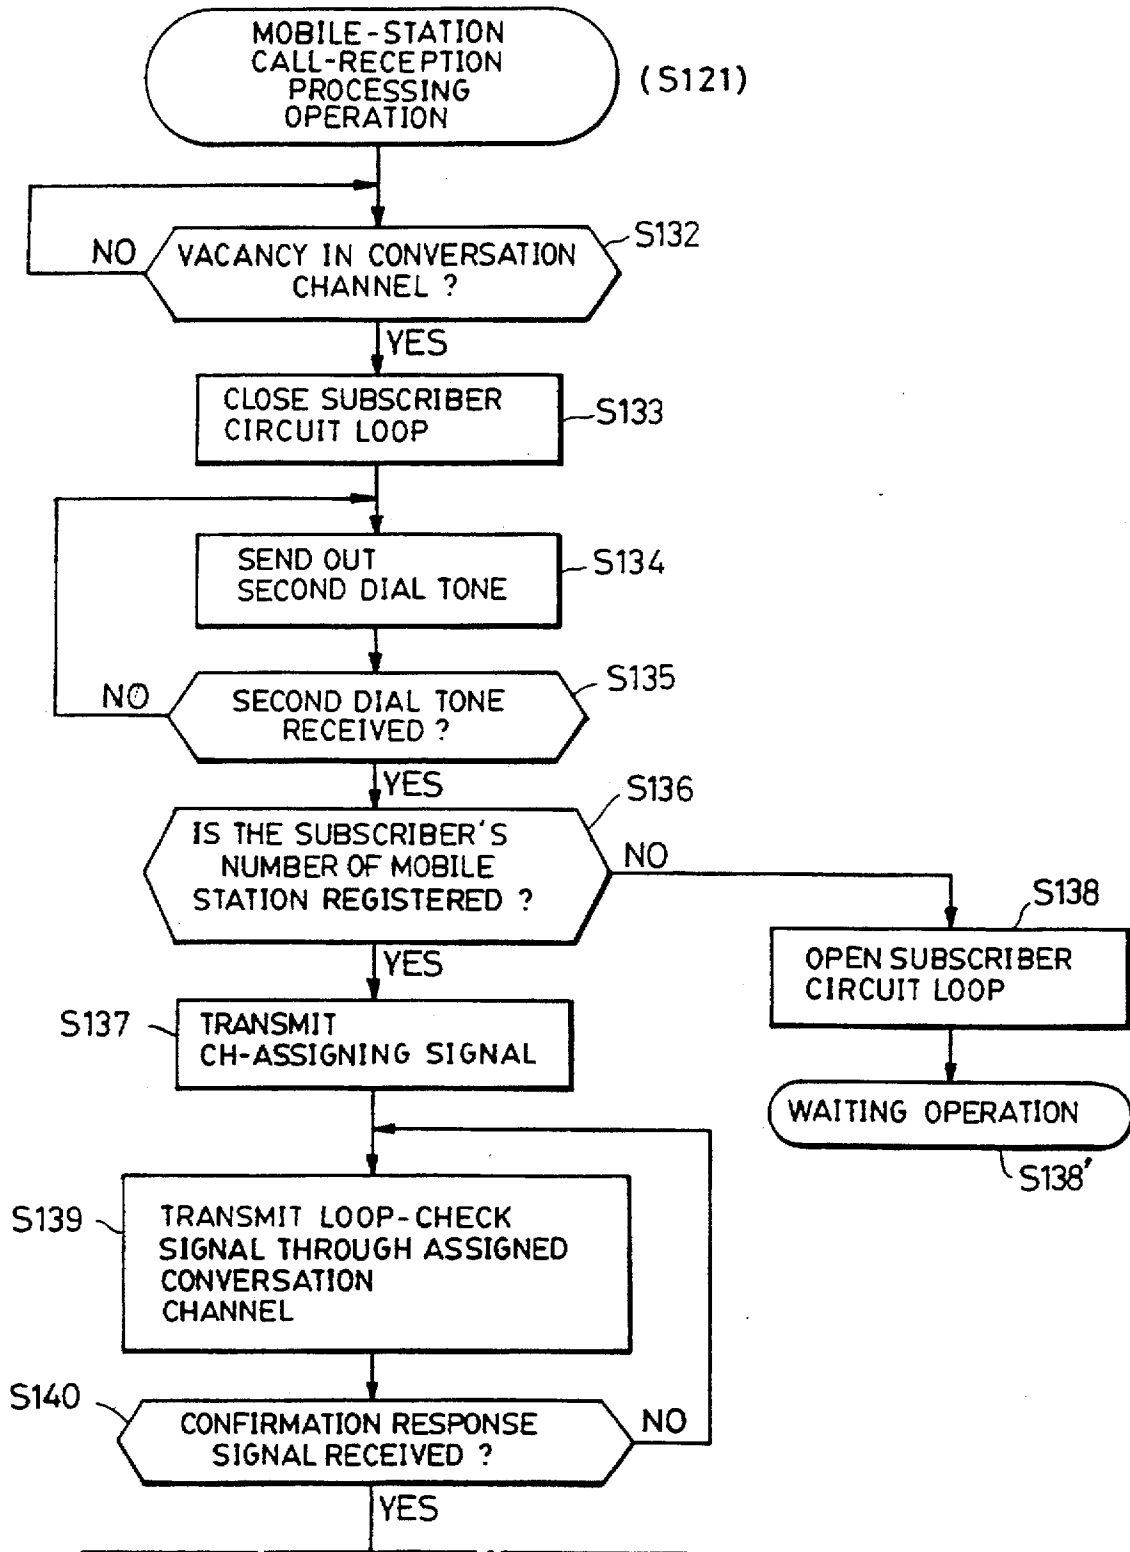 MOBILE-STATION
CALL-RECEPTION
PROCESSING
OPERATION
(S121)
NO
VACANCY IN CONVERSATION
CHANNEL ?
S132
YES
CLOSE SUBSCRIBER
CIRCUIT LOOP
S133
SEND OUT
SECOND DIAL TONE
S134
NO
SECOND DIAL TONE
RECEIVED ?
S135
YES
IS THE SUBSCRIBER'S
NUMBER OF MOBILE
STATION REGISTERED ?
S136
NO
S138
OPEN SUBSCRIBER
CIRCUIT LOOP
WAITING OPERATION
S138'
YES
S137
TRANSMIT
CH-ASSIGNING SIGNAL
S139
TRANSMIT LOOP-CHECK
SIGNAL THROUGH ASSIGNED
CONVERSATION
CHANNEL
S140
CONFIRMATION RESPONSE
SIGNAL RECEIVED ?
NO
YES